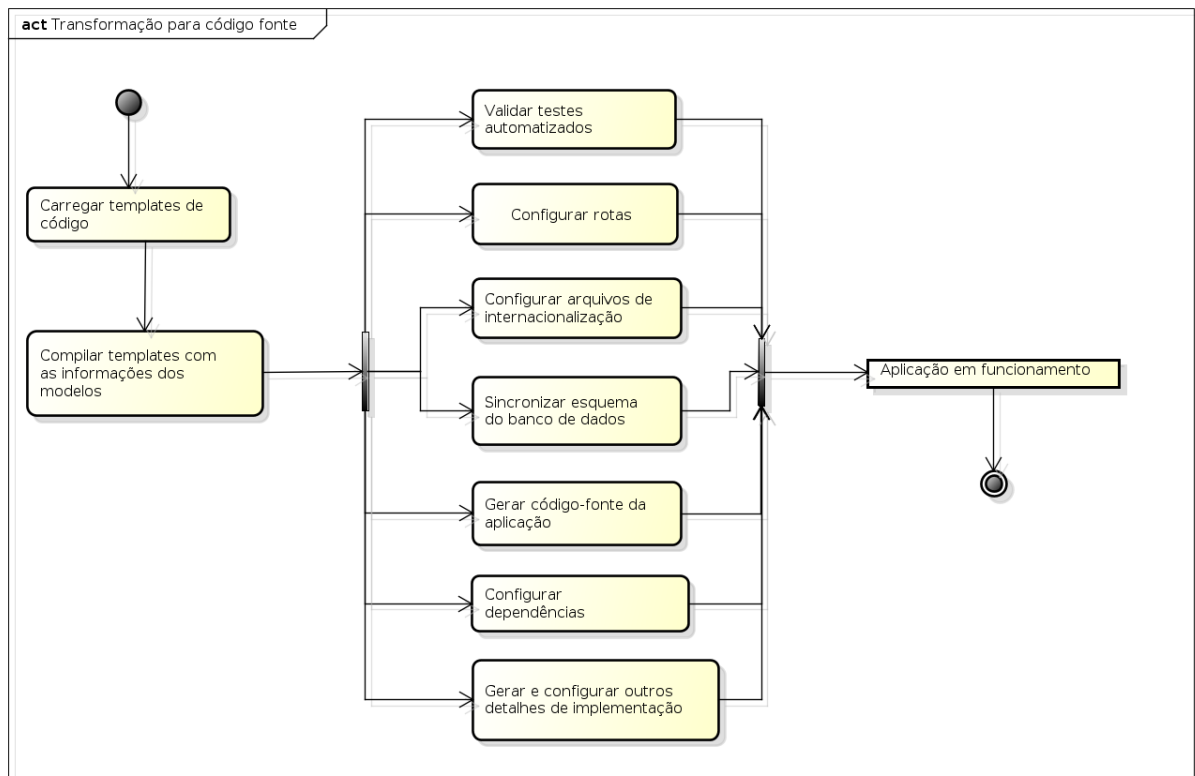 act Transformação para código fonte
Carregar templates de
código
Compilar templates com
as informações dos
modelos
Validar testes
automatizados
Configurar rotas
Configurar arquivos de
internacionalização
Sincronizar esquema
do banco de dados
Gerar código-fonte da
aplicação
Configurar
dependências
Gerar e configurar outros
detalhes de implementação
Aplicação em funcionamento